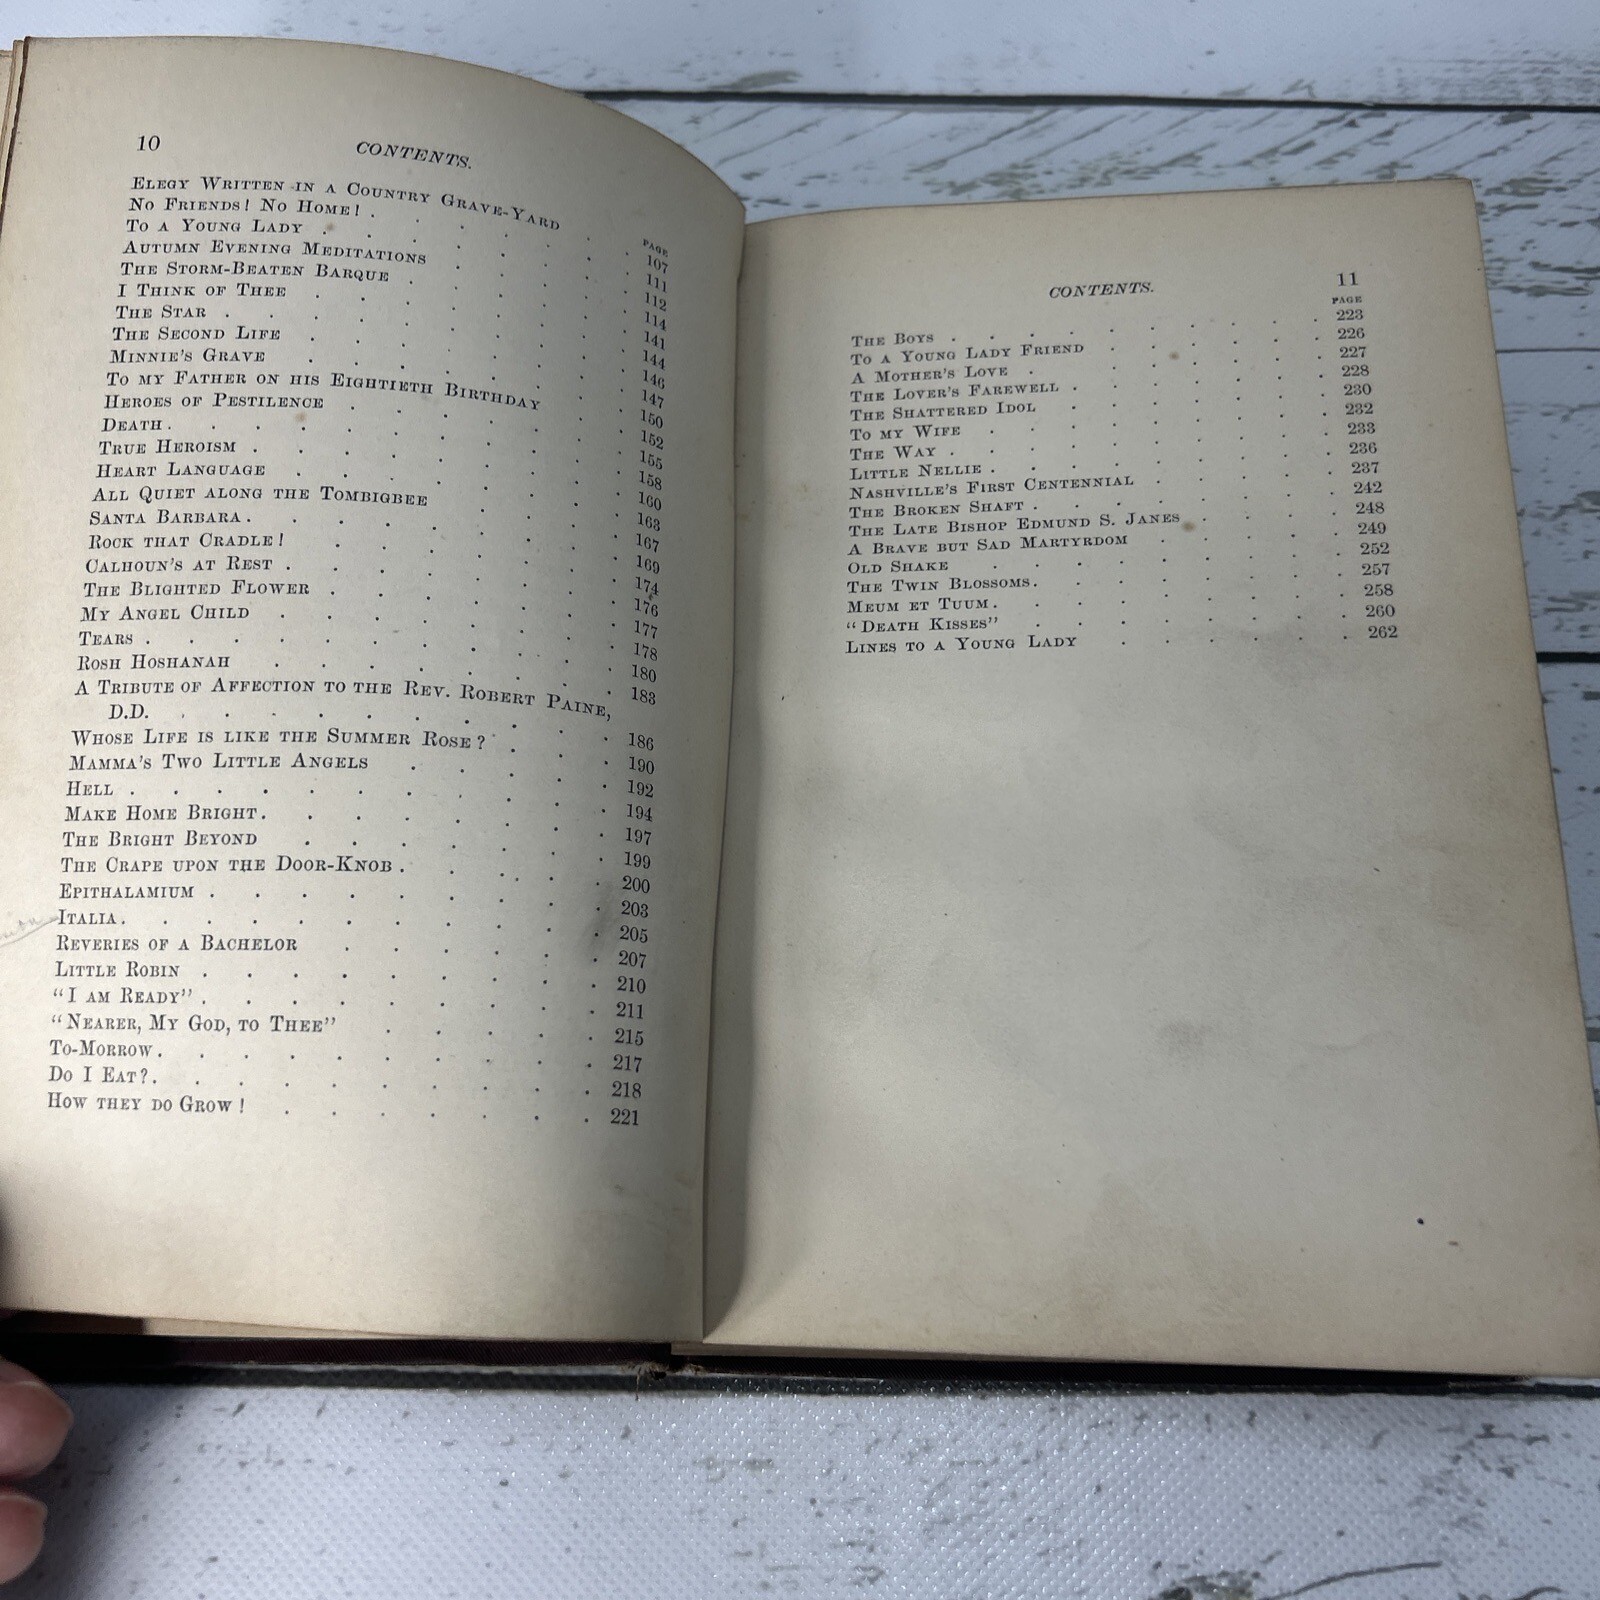 10 CONTENTS.
PAGE
ELEGY WRITTEN IN A COUNTRY GRAVE-YARD . . 107
NO FRIENDS! NO HOME! . . . . . . 111
TO A YOUNG LADY . . . . . . . 112
AUTUMN EVENING MEDITATIONS . . . . . 114
THE STORM-BEATEN BARQUE . . . . . 141
I THINK OF THEE . . . . . . . 144
THE STAR . . . . . . . . . 146
THE SECOND LIFE . . . . . . . 147
MINNIE'S GRAVE . . . . . . . 150
TO MY FATHER ON HIS EIGHTIETH BIRTHDAY . . 152
HEROES OF PESTILENCE . . . . . . 155
DEATH . . . . . . . . . . 158
TRUE HEROISM . . . . . . . . 160
HEART LANGUAGE . . . . . . . 163
ALL QUIET ALONG THE TOMBIGBEE . . . . 167
SANTA BARBARA . . . . . . . . 169
ROCK THAT CRADLE! . . . . . . 174
CALHOUN'S AT REST . . . . . . . 176
THE BLIGHTED FLOWER . . . . . . 177
MY ANGEL CHILD . . . . . . . 178
TEARS . . . . . . . . . . 180
ROSH HOSHANAH . . . . . . . 183
A TRIBUTE OF AFFECTION TO THE REV. ROBERT PAINE,
D.D. . . . . . . . . . 186
WHOSE LIFE IS LIKE THE SUMMER ROSE? . . . 190
MAMMA'S TWO LITTLE ANGELS . . . . . 192
HELL . . . . . . . . . . 194
MAKE HOME BRIGHT . . . . . . . 197
THE BRIGHT BEYOND . . . . . . . 199
THE CRAPE UPON THE DOOR-KNOB . . . . . 200
EPITHALAMIUM . . . . . . . . 203
ITALIA . . . . . . . . . . 205
REVERIES OF A BACHELOR . . . . . . 207
LITTLE ROBIN . . . . . . . . 210
"I AM READY" . . . . . . . . 211
"NEARER, MY GOD, TO THEE" . . . . . 215
TO-MORROW . . . . . . . . . 217
DO I EAT? . . . . . . . . . 218
HOW THEY DO GROW! . . . . . . . 221
CONTENTS. 11
PAGE
THE BOYS . . . . . . . . . 223
TO A YOUNG LADY FRIEND . . . . . 226
A MOTHER'S LOVE . . . . . . . 227
THE LOVER'S FAREWELL . . . . . . 228
THE SHATTERED IDOL . . . . . . 230
TO MY WIFE . . . . . . . . 232
THE WAY . . . . . . . . . 233
LITTLE NELLIE . . . . . . . . 236
NASHVILLE'S FIRST CENTENNIAL . . . . . 237
THE BROKEN SHAFT . . . . . . . 242
THE LATE BISHOP EDMUND S. JANES . . . . 248
A BRAVE BUT SAD MARTYRDOM . . . . . 249
OLD SHAKE . . . . . . . . 252
THE TWIN BLOSSOMS . . . . . . . 257
MEUM ET TUUM . . . . . . . . 258
"DEATH KISSES" . . . . . . . 260
LINES TO A YOUNG LADY . . . . . . 262